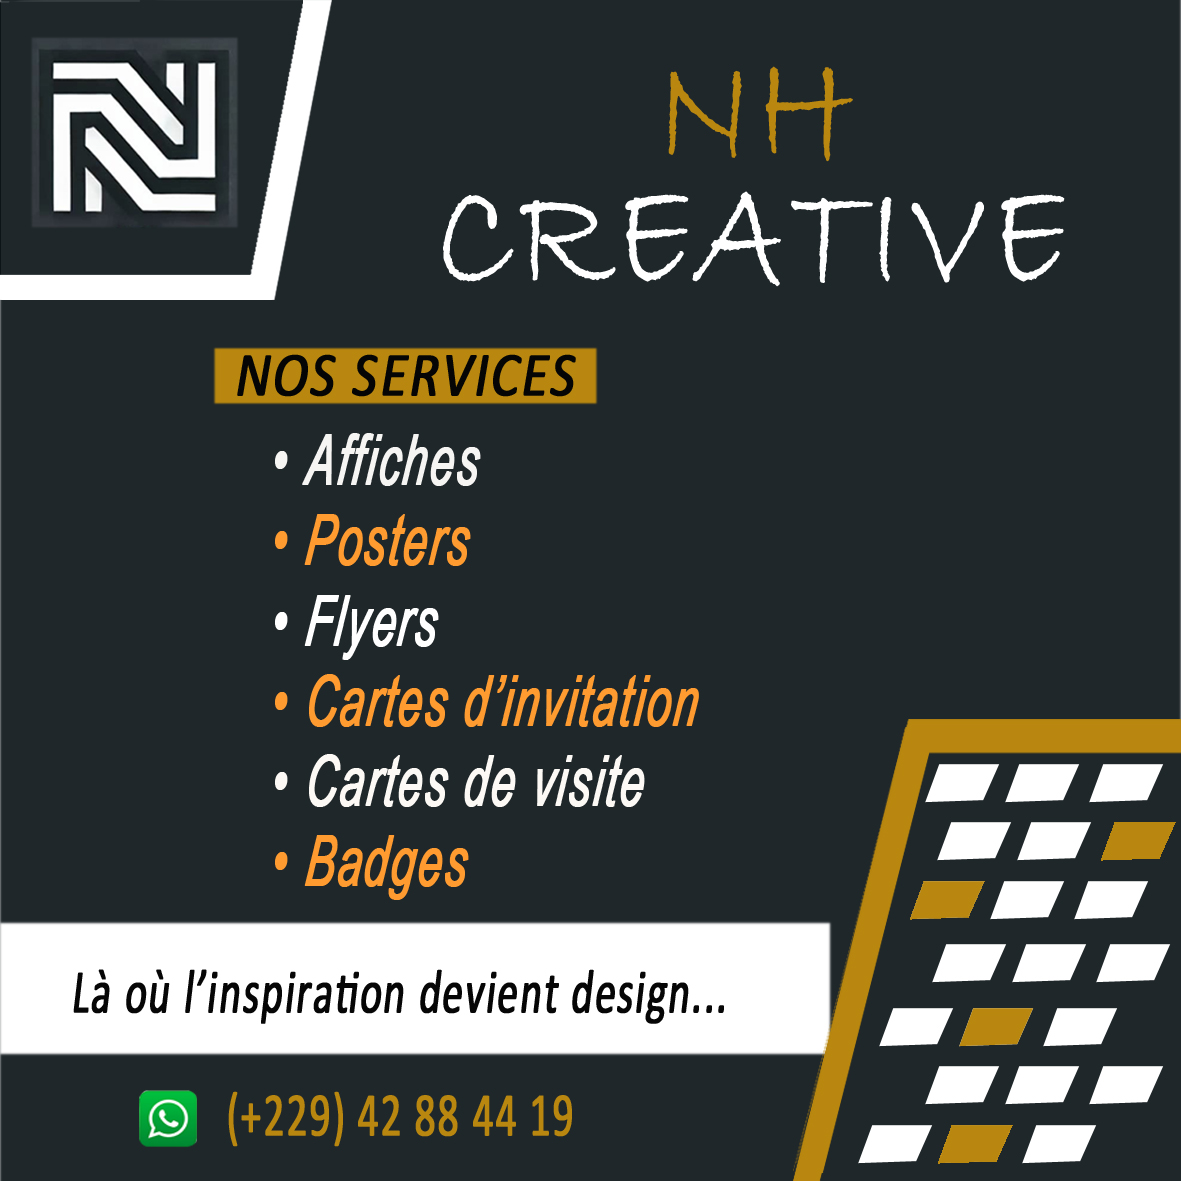 NH
CREATIVE
NOS SERVICES
• Affiches
• Posters
• Flyers
• Cartes d’invitation
• Cartes de visite
• Badges
Là où l’inspiration devient design...
(+229) 42 88 44 19